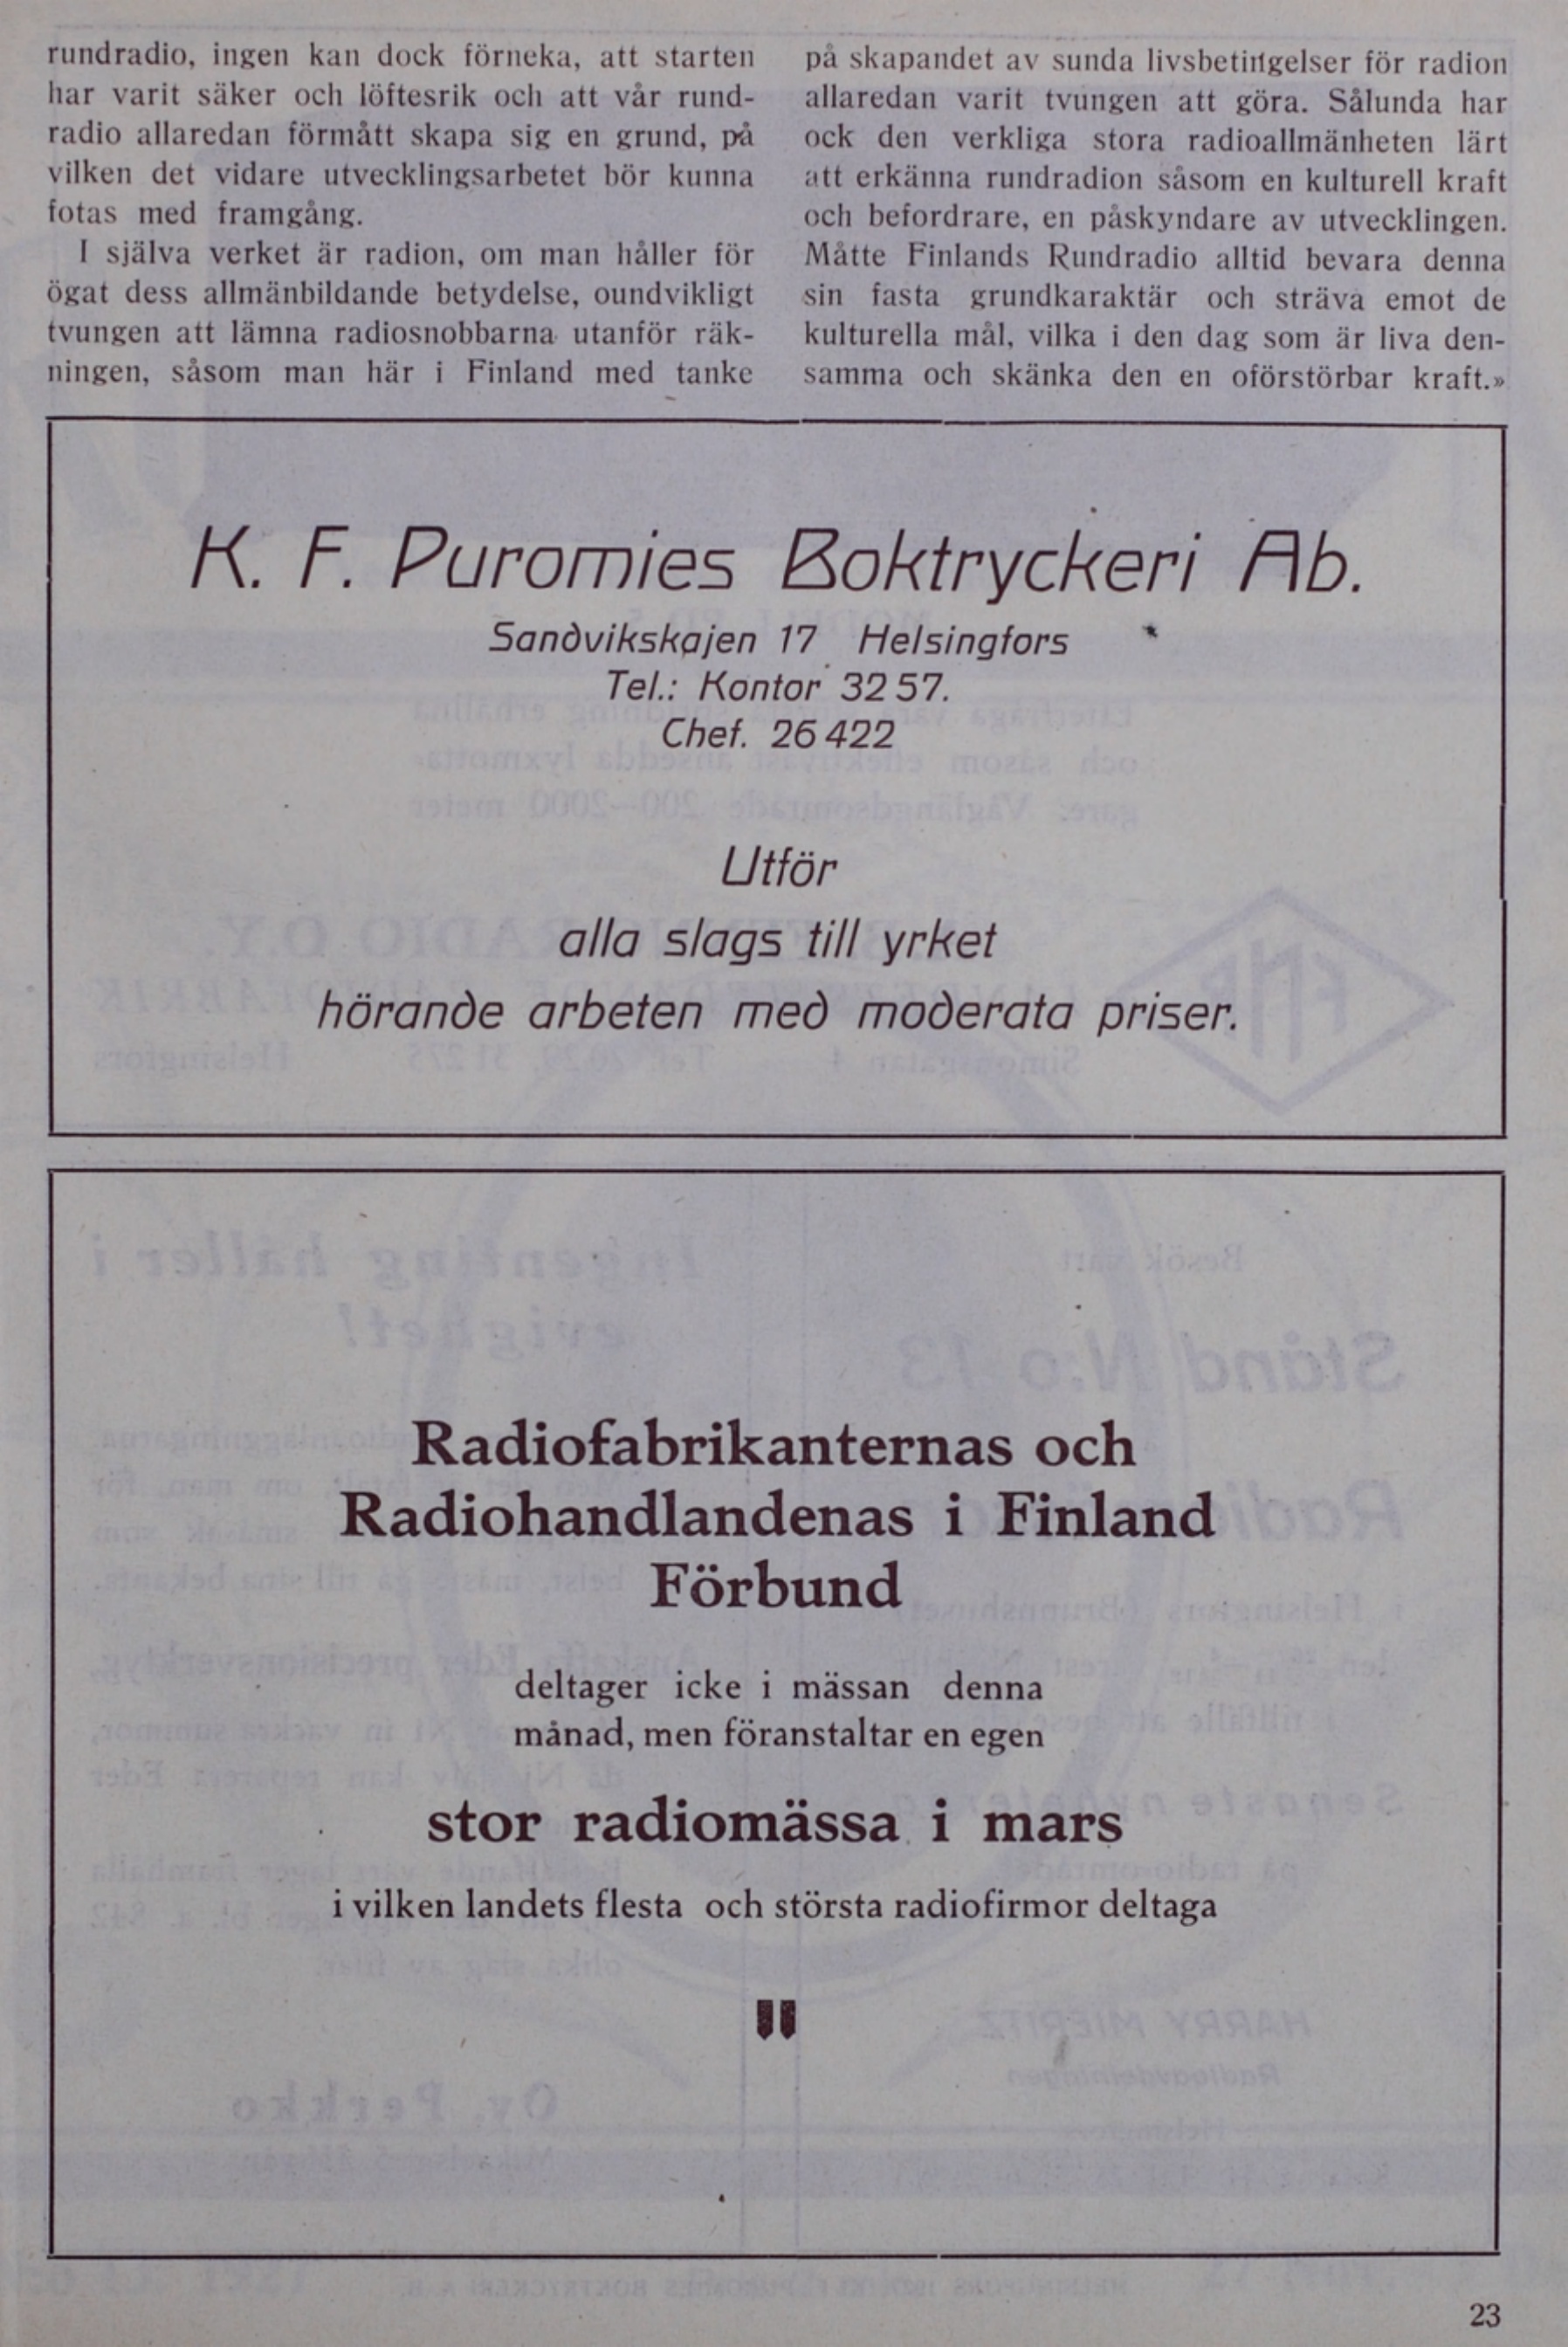 rundradio, ingen kan dock förneka, att starten
har varit säker och löftesrik och att vår rund-
radio allaredan förmått skapa sig en grund, på
vilken det vidare utvecklingsarbetet bör kunna
fotas med framgång.
I själva verket är radion, om man håller för
ögat dess allmänbildande betydelse, oundvikligt
tvungen att lämna radiosnobbarna utanför räk-
ningen, såsom man här i Finland med tanke
på skapandet av sunda livsbetingelser för radion
allaredan varit tvungen att göra. Sålunda har
ock den verkliga stora radioallmänheten lärt
att erkänna rundradion såsom en kulturell kraft
och befordrare, en påskyndare av utvecklingen.
Måtte Finlands Rundradio alltid bevara denna
sin fasta grundkaraktär och sträva emot de
kulturella mål, vilka i den dag som är liva den-
samma och skänka den en oförstörbar kraft.»
K. F. Puromies Boktryckeri Ab.
Sandvikskajen 17 Helsingfors
Tel.: Kontor 32 57.
Chef. 26 422
Utför
alla slags till yrket
hörande arbeten med moderata priser.
Radiofabrikanternas och
Radiohandlandenas i Finland
Förbund
deltager icke i mässan denna
månad, men föranstaltar en egen
stor radiomässa i mars
i vilken landets flesta och största radiofirmor deltaga
23